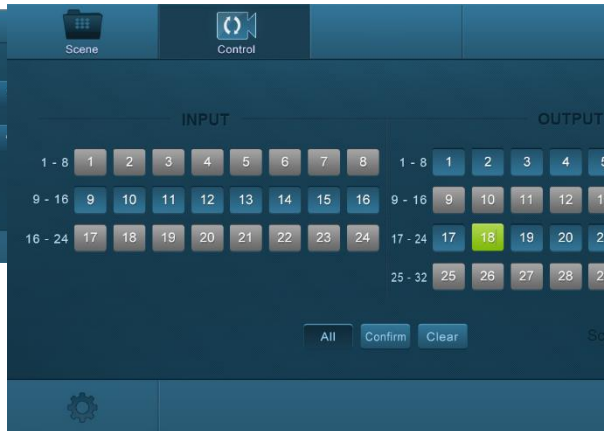 Scene Control
INPUT OUTPUT
1 - 8 1 2 3 4 5 6 7 8 1 - 8 1 2 3 4 5
9 - 16 9 10 11 12 13 14 15 16 9 - 16 9 10 11 12
16 - 24 17 18 19 20 21 22 23 24 17 - 24 17 18 19 20
25 - 32 25 26 27 28
All Confirm Clear